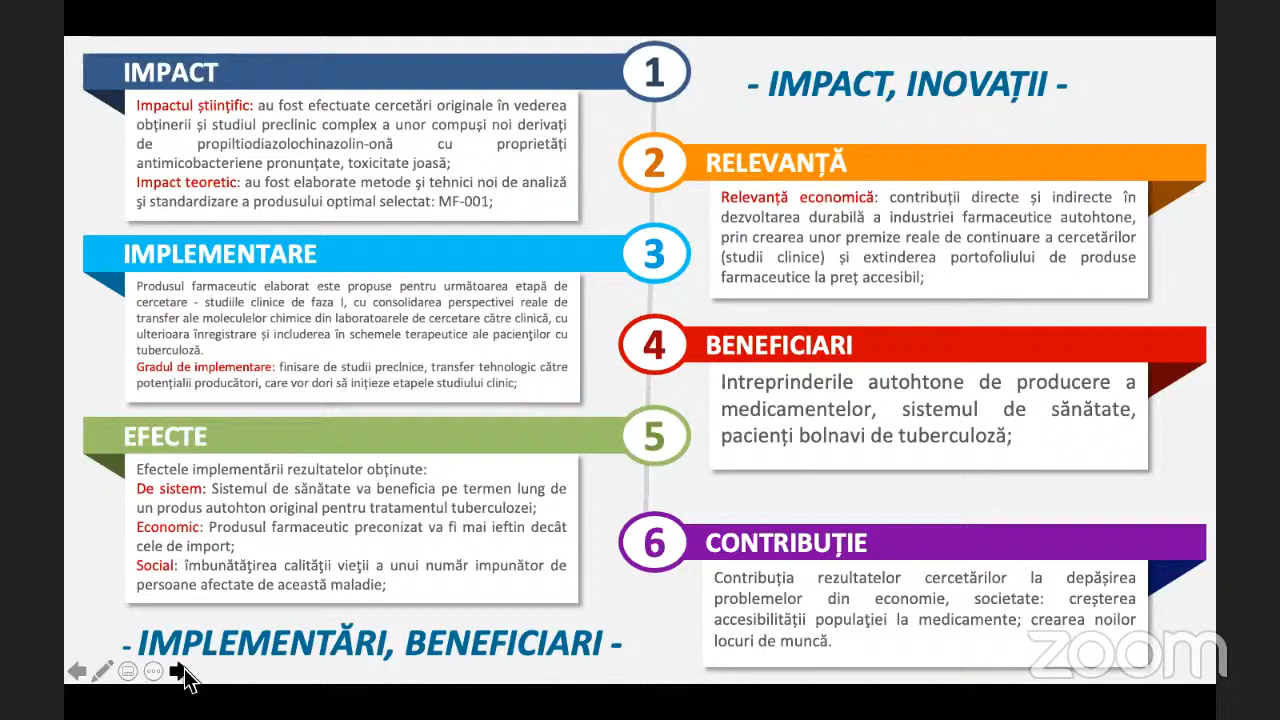 IMPACT
1
Impactul științific: au fost efectuate cercetări originale în vederea
obținerii și studiul preclinic complex a unor compuși noi derivați
de propiltiodiazolochinazolin-onă cu proprietăți
antimicobacteriene pronunțate, toxicitate joasă;
Impact teoretic: au fost elaborate metode şi tehnici noi de analiză
şi standardizare a produsului optimal selectat: MF-001;
- IMPACT, INOVAȚII -
2
RELEVANȚĂ
Relevanță economică: contribuții directe și indirecte în
dezvoltarea durabilă a industriei farmaceutice autohtone,
prin crearea unor premize reale de continuare a cercetărilor
(studii clinice) și extinderea portofoliului de produse
farmaceutice la preț accesibil;
IMPLEMENTARE
3
Produsul farmaceutic elaborat este propuse pentru următoarea etapă de
cercetare - studiile clinice de faza I, cu consolidarea perspectivei reale de
transfer ale moleculelor chimice din laboratoarele de cercetare către clinică, cu
ulterioara înregistrare și includerea în schemele terapeutice ale pacienților cu
tuberculoză.
Gradul de implementare: finisare de studii preclnice, transfer tehnologic către
potențialii producători, care vor dori să inițieze etapele studiului clinic;
4
BENEFICIARI
Intreprinderile autohtone de producere a
medicamentelor, sistemul de sănătate,
pacienți bolnavi de tuberculoză;
EFECTE
5
Efectele implementării rezultatelor obținute:
De sistem: Sistemul de sănătate va beneficia pe termen lung de
un produs autohton original pentru tratamentul tuberculozei;
Economic: Produsul farmaceutic preconizat va fi mai ieftin decât
cele de import;
Social: îmbunătăţirea calităţii vieţii a unui număr impunător de
persoane afectate de această maladie;
6
CONTRIBUȚIE
Contribuția rezultatelor cercetărilor la depășirea
problemelor din economie, societate: creșterea
accesibilității populaţiei la medicamente; crearea noilor
locuri de muncă.
- IMPLEMENTĂRI, BENEFICIARI -
zoom